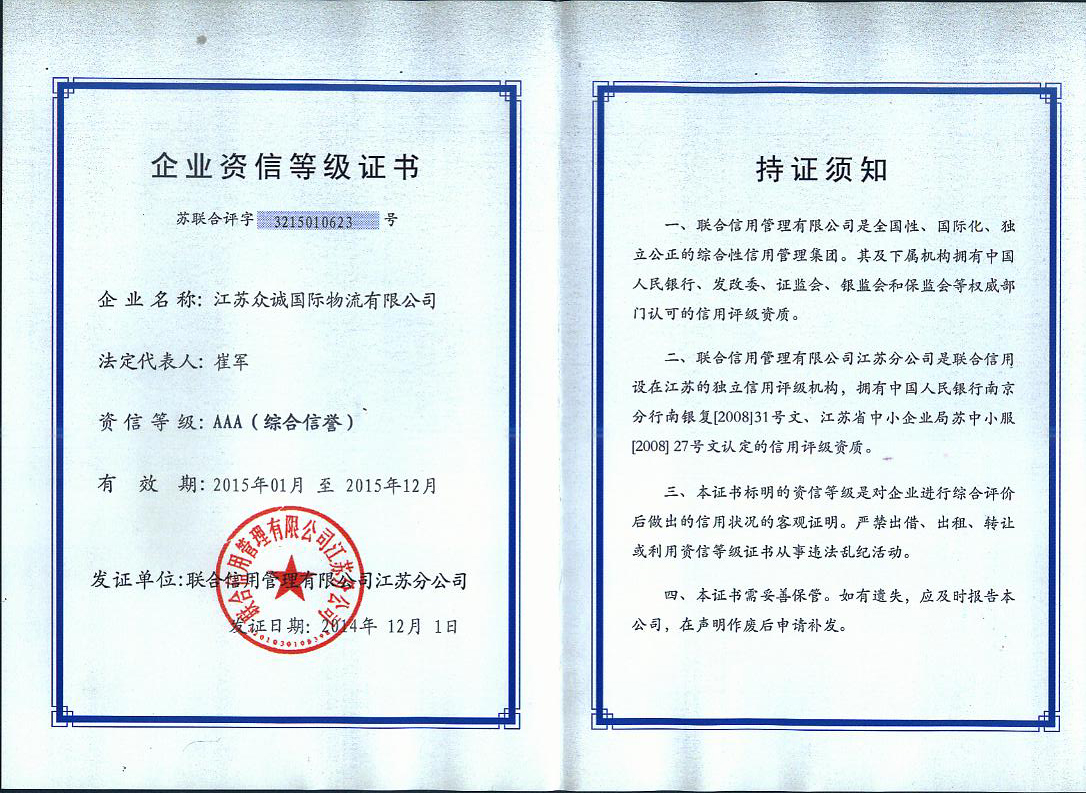 企业资信等级证书
苏联合评字 3215010623 号
企业名称: 江苏众诚国际物流有限公司
法定代表人: 崔军
资信等级: AAA（综合信誉）
有效期: 2015年01月 至 2015年12月
联合信用管理有限公司江苏分公司
发证单位:联合信用管理有限公司江苏分公司
发证日期: 2014年 12月 1日
持证须知
一、联合信用管理有限公司是全国性、国际化、独
立公正的综合性信用管理集团。其及下属机构拥有中国
人民银行、发改委、证监会、银监会和保监会等权威部
门认可的信用评级资质。
二、联合信用管理有限公司江苏分公司是联合信用
设在江苏的独立信用评级机构，拥有中国人民银行南京
分行南银复[2008]31号文、江苏省中小企业局苏中小服
[2008] 27号文认定的信用评级资质。
三、本证书标明的资信等级是对企业进行综合评价
后做出的信用状况的客观证明。严禁出借、出租、转让
或利用资信等级证书从事违法乱纪活动。
四、本证书需妥善保管。如有遗失，应及时报告本
公司，在声明作废后申请补发。